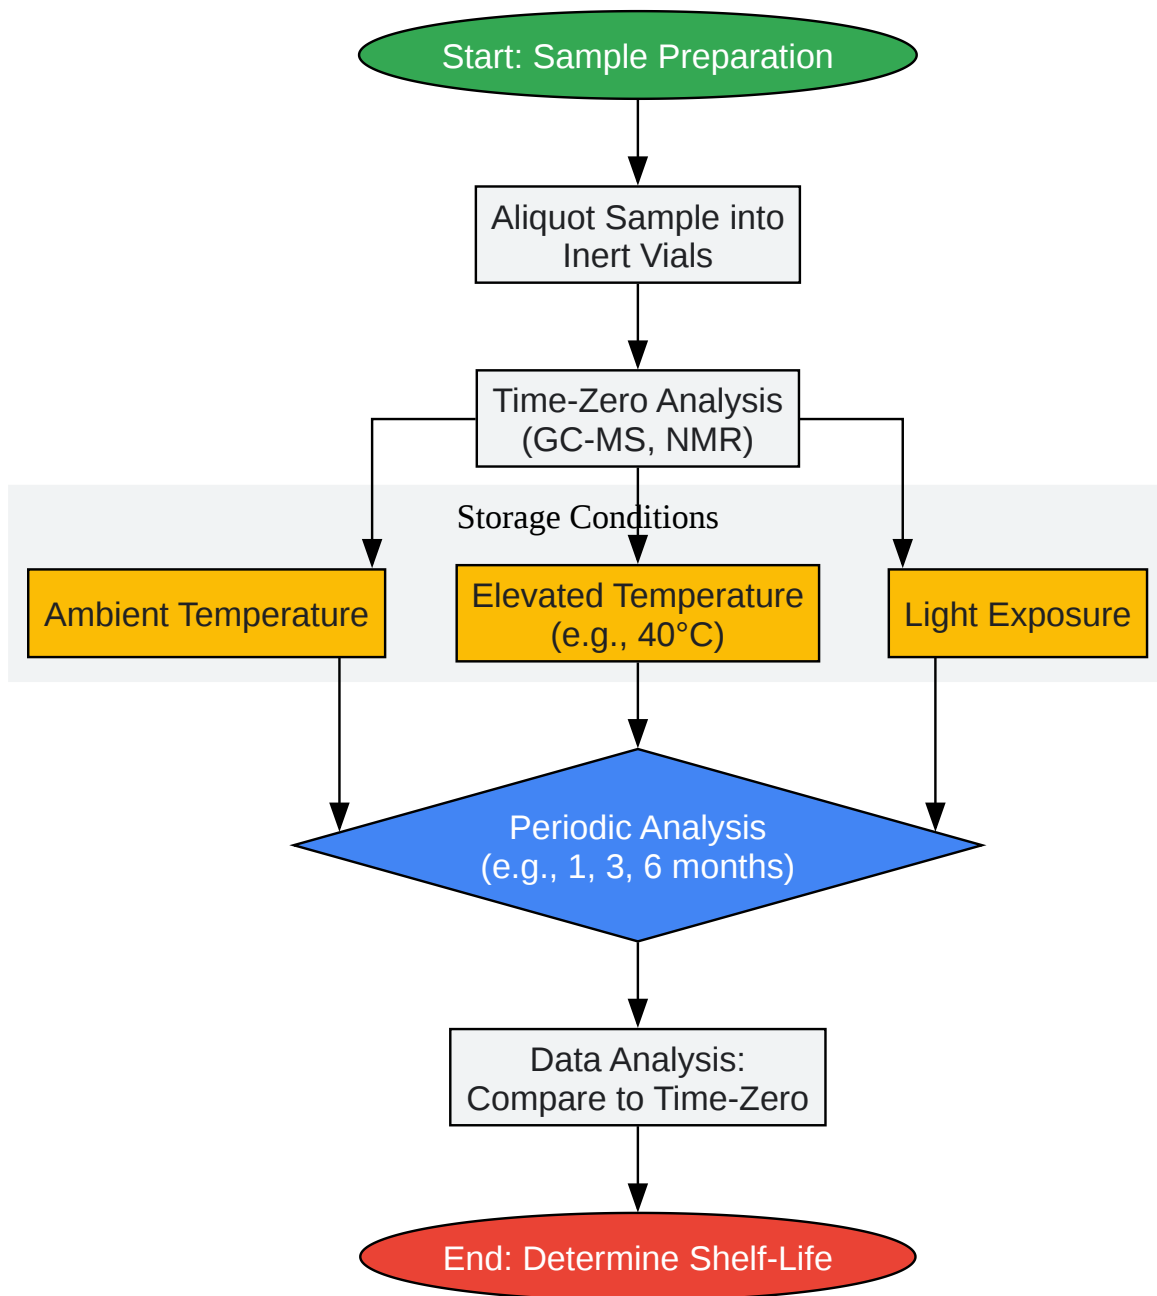 Start: Sample Preparation
Aliquot Sample into
Inert Vials
Time-Zero Analysis
(GC-MS, NMR)
Storage Conditions
Ambient Temperature
Elevated Temperature
(e.g., 40°C)
Light Exposure
Periodic Analysis
(e.g., 1, 3, 6 months)
Data Analysis:
Compare to Time-Zero
End: Determine Shelf-Life